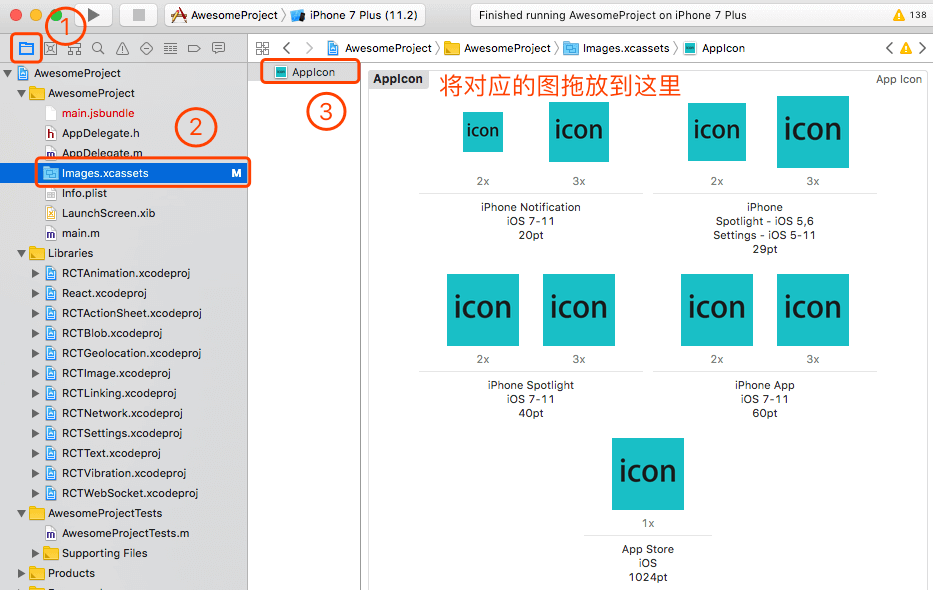 AwesomeProject 〉 iPhone 7 Plus (11.2)
Finished running AwesomeProject on iPhone 7 Plus
138
1
AwesomeProject 〉 AwesomeProject 〉 Images.xcassets 〉 AppIcon
AwesomeProject
AwesomeProject
main.jsbundle
AppDelegate.h
AppDelegate.m
Images.xcassets M
Info.plist
LaunchScreen.xib
main.m
Libraries
RCTAnimation.xcodeproj
React.xcodeproj
RCTActionSheet.xcodeproj
RCTBlob.xcodeproj
RCTGeolocation.xcodeproj
RCTImage.xcodeproj
RCTLinking.xcodeproj
RCTNetwork.xcodeproj
RCTSettings.xcodeproj
RCTText.xcodeproj
RCTVibration.xcodeproj
RCTWebSocket.xcodeproj
AwesomeProjectTests
AwesomeProjectTests.m
Supporting Files
Products
2
AppIcon
3
AppIcon
将对应的图拖放到这里
App Icon
icon icon icon icon
2x 3x 2x 3x
iPhone Notification
iOS 7-11
20pt
iPhone
Spotlight - iOS 5,6
Settings - iOS 5-11
29pt
icon icon icon icon
2x 3x 2x 3x
iPhone Spotlight
iOS 7-11
40pt
iPhone App
iOS 7-11
60pt
icon
1x
App Store
iOS
1024pt